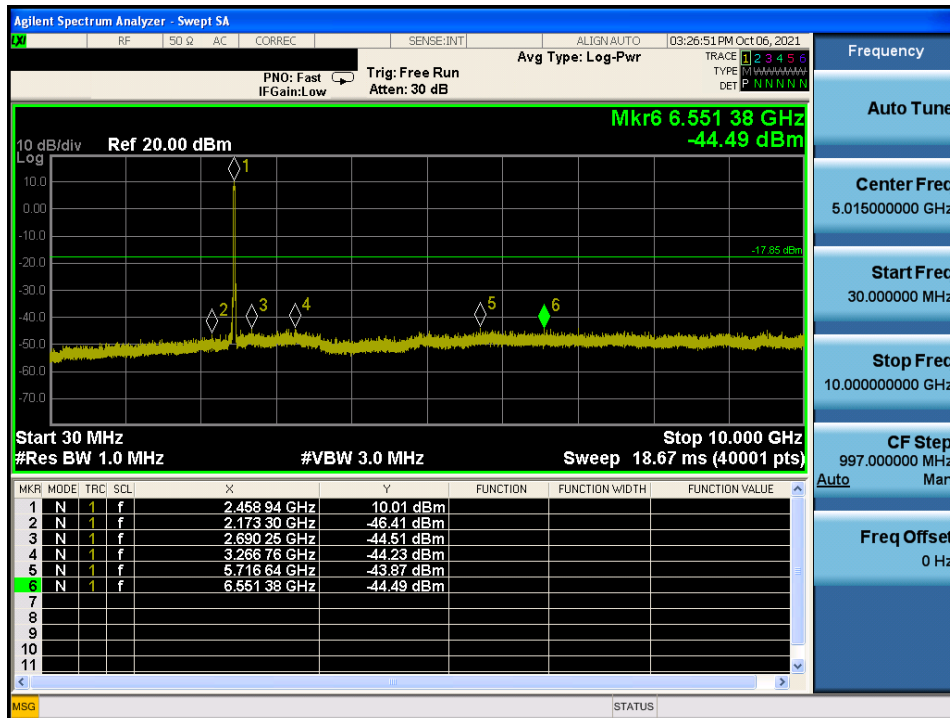 Agilent Spectrum Analyzer - Swept SA
LXI RF 50 Ω AC CORREC SENSE:INT ALIGNAUTO 03:26:51 PM Oct 06, 2021
PNO: Fast
IFGain:Low
Trig: Free Run
Atten: 30 dB
Avg Type: Log-Pwr
TRACE 1 2 3 4 5 6
TYPE M WWWWW
DET P N N N N N
Mkr6 6.551 38 GHz
-44.49 dBm
10 dB/div
Log
Ref 20.00 dBm
10.0
0.00
-10.0
-20.0
-30.0
-40.0
-50.0
-60.0
-70.0
-17.85 dBm
1
2
3
4
5
6
Start 30 MHz
Stop 10.000 GHz
#Res BW 1.0 MHz
#VBW 3.0 MHz
Sweep 18.67 ms (40001 pts)
MKR MODE TRC SCL X Y FUNCTION FUNCTION WIDTH FUNCTION VALUE
1 N 1 f 2.458 94 GHz 10.01 dBm
2 N 1 f 2.173 30 GHz -46.41 dBm
3 N 1 f 2.690 25 GHz -44.51 dBm
4 N 1 f 3.266 76 GHz -44.23 dBm
5 N 1 f 5.716 64 GHz -43.87 dBm
6 N 1 f 6.551 38 GHz -44.49 dBm
7
8
9
10
11
MSG
STATUS
Frequency
Auto Tune
Center Freq
5.015000000 GHz
Start Freq
30.000000 MHz
Stop Freq
10.000000000 GHz
CF Step
997.000000 MHz
Auto Man
Freq Offset
0 Hz